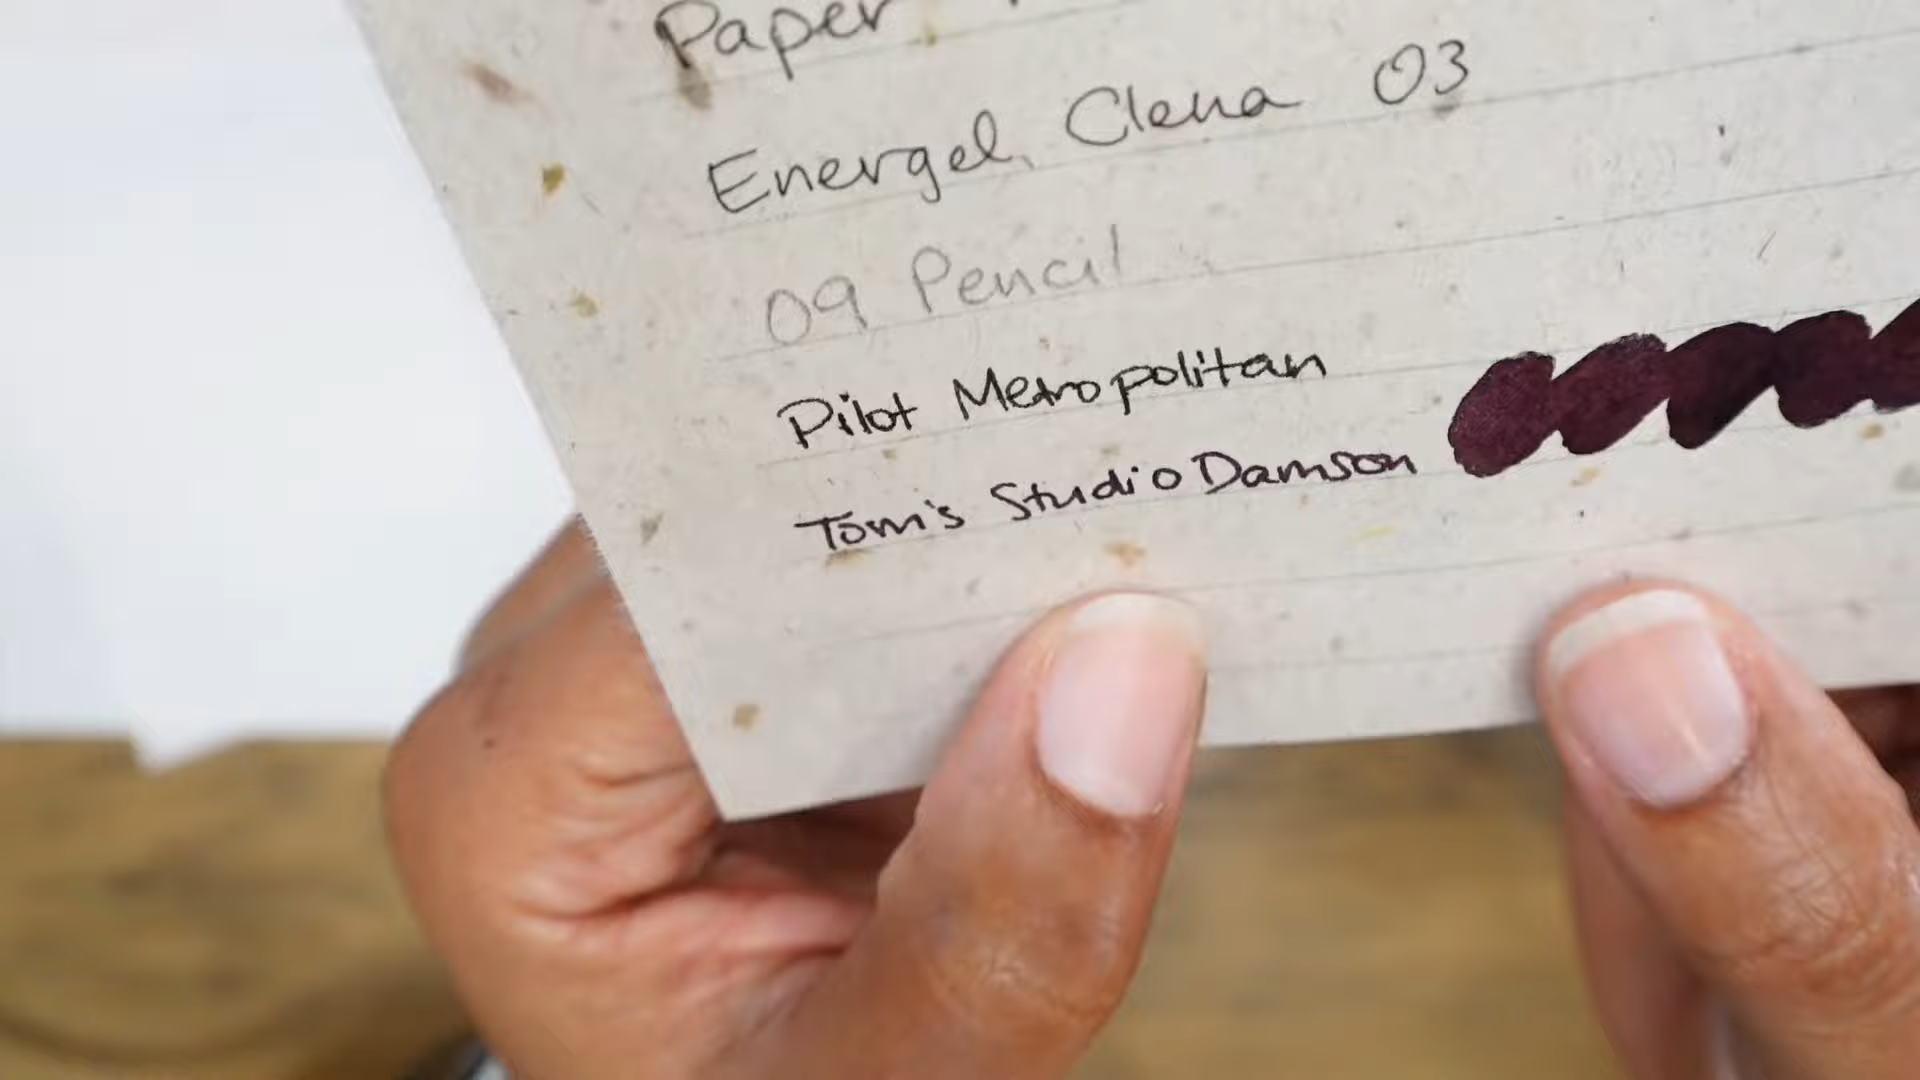 Paper
Energel Clena 03
09 Pencil
Pilot Metropolitan
Tom's Studio Damson